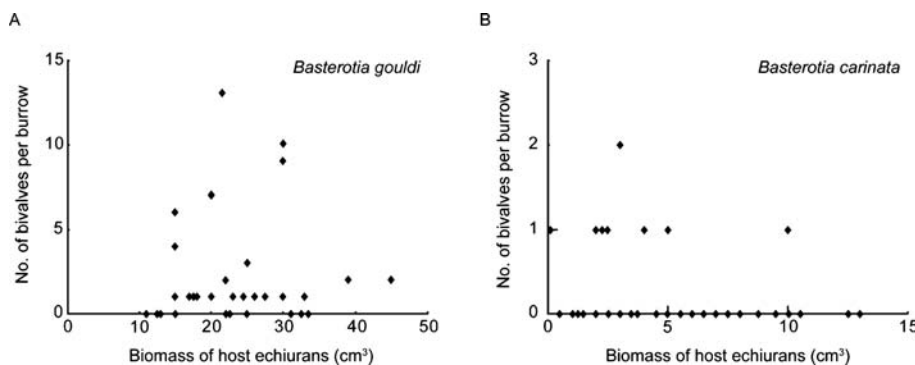 A
Basterotia gouldi
No. of bivalves per burrow
15
10
5
0
0 10 20 30 40 50
Biomass of host echiurans (cm³)
B
Basterotia carinata
No. of bivalves per burrow
3
2
1
0
0 5 10 15
Biomass of host echiurans (cm³)